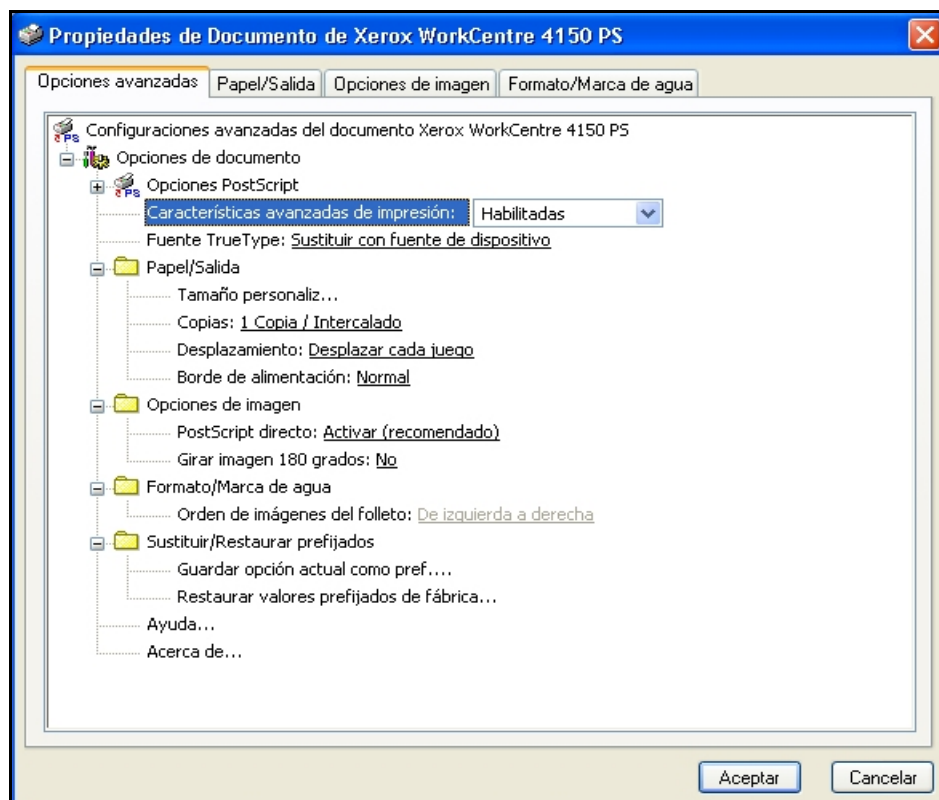 Propiedades de Documento de Xerox WorkCentre 4150 PS
Opciones avanzadas Papel/Salida Opciones de imagen Formato/Marca de agua
Configuraciones avanzadas del documento Xerox WorkCentre 4150 PS
Opciones de documento
Opciones PostScript
Características avanzadas de impresión: Habilitadas
Fuente TrueType: Sustituir con fuente de dispositivo
Papel/Salida
Tamaño personaliz...
Copias: 1 Copia / Intercalado
Desplazamiento: Desplazar cada juego
Borde de alimentación: Normal
Opciones de imagen
PostScript directo: Activar (recomendado)
Girar imagen 180 grados: No
Formato/Marca de agua
Orden de imágenes del folleto: De izquierda a derecha
Sustituir/Restaurar prefijados
Guardar opción actual como pref....
Restaurar valores prefijados de fábrica...
Ayuda...
Acerca de...
Aceptar Cancelar